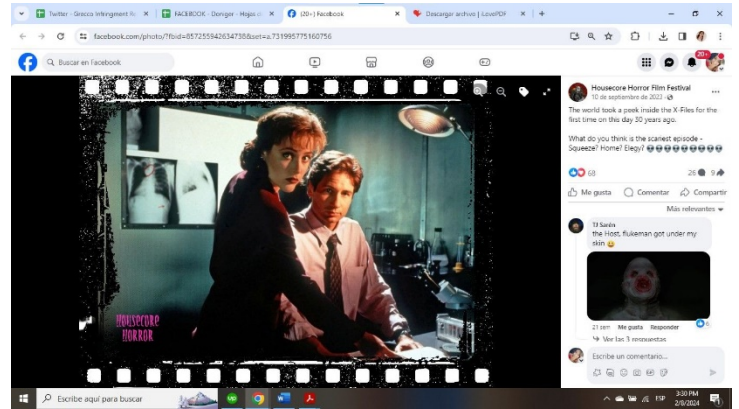 Twitter - Grecco Infringment Re
FACEBOOK - Donigar - Hojas d
(20+) | Facebook
Descargar archivo | iLovePDF
facebook.com/photo/?fbid=857255942634738&set=a.731995775160756
Buscar en Facebook
20+
Housecore Horror Film Festival
10 de septiembre de 2023
The world took a peek inside the X-Files for the
first time on this day 30 years ago.
What do you think is the scariest episode -
Squeeze? Home? Elegy?
68
26
9
Me gusta
Comentar
Compartir
Más relevantes
TJ Sarén
the Host, flukeman got under my
skin
6
21 sem Me gusta Responder
Ver las 3 respuestas
Escribe un comentario...
HOUSECORE
HORROR
Escribe aquí para buscar
ESP
3:30 PM
2/8/2024